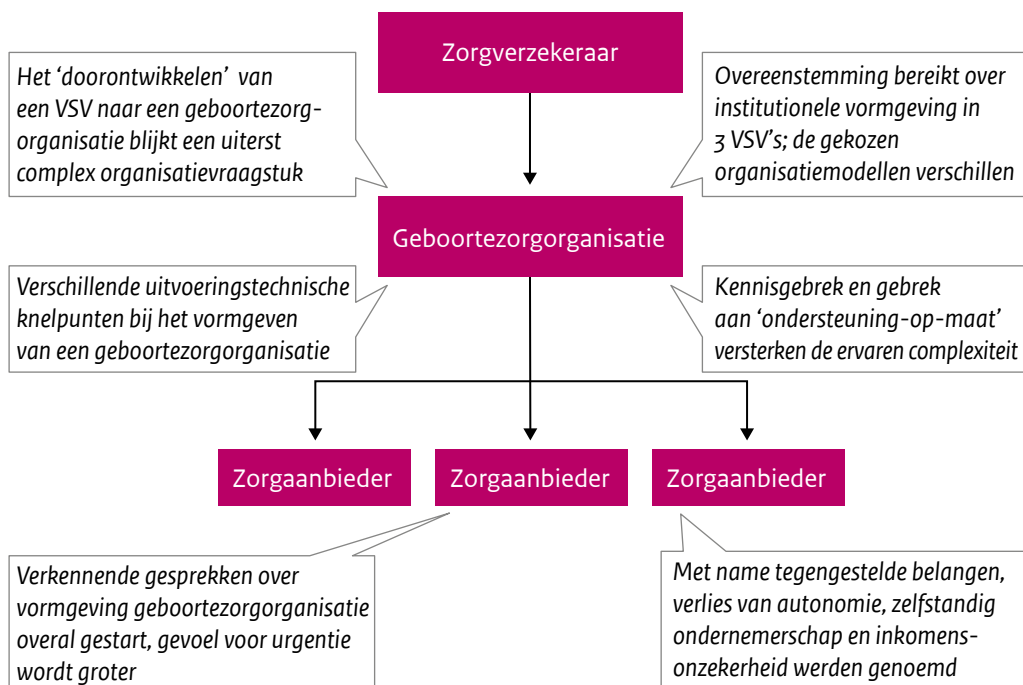 Zorgverzekeraar
Het ‘doorontwikkelen’ van
een VSV naar een geboortezorg-
organisatie blijkt een uiterst
complex organisatievraagstuk
Overeenstemming bereikt over
institutionele vormgeving in
3 VSV's; de gekozen
organisatiemodellen verschillen
Geboortezorgorganisatie
Verschillende uitvoeringstechnische
knelpunten bij het vormgeven
van een geboortezorgorganisatie
Kennisgebrek en gebrek
aan ‘ondersteuning-op-maat’
versterken de ervaren complexiteit
Zorgaanbieder
Zorgaanbieder
Zorgaanbieder
Verkennende gesprekken over
vormgeving geboortezorgorganisatie
overal gestart, gevoel voor urgentie
wordt groter
Met name tegengestelde belangen,
verlies van autonomie, zelfstandig
ondernemerschap en inkomens-
onzekerheid werden genoemd